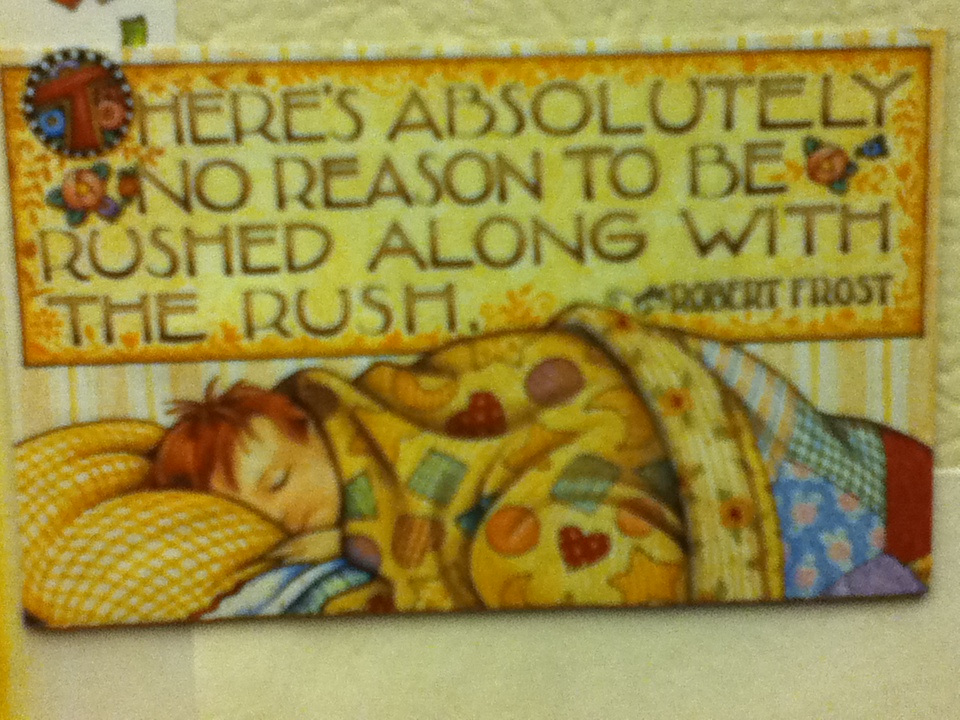 THERE'S ABSOLUTELY
NO REASON TO BE
RUSHED ALONG WITH
THE RUSH.
ROBERT FROST